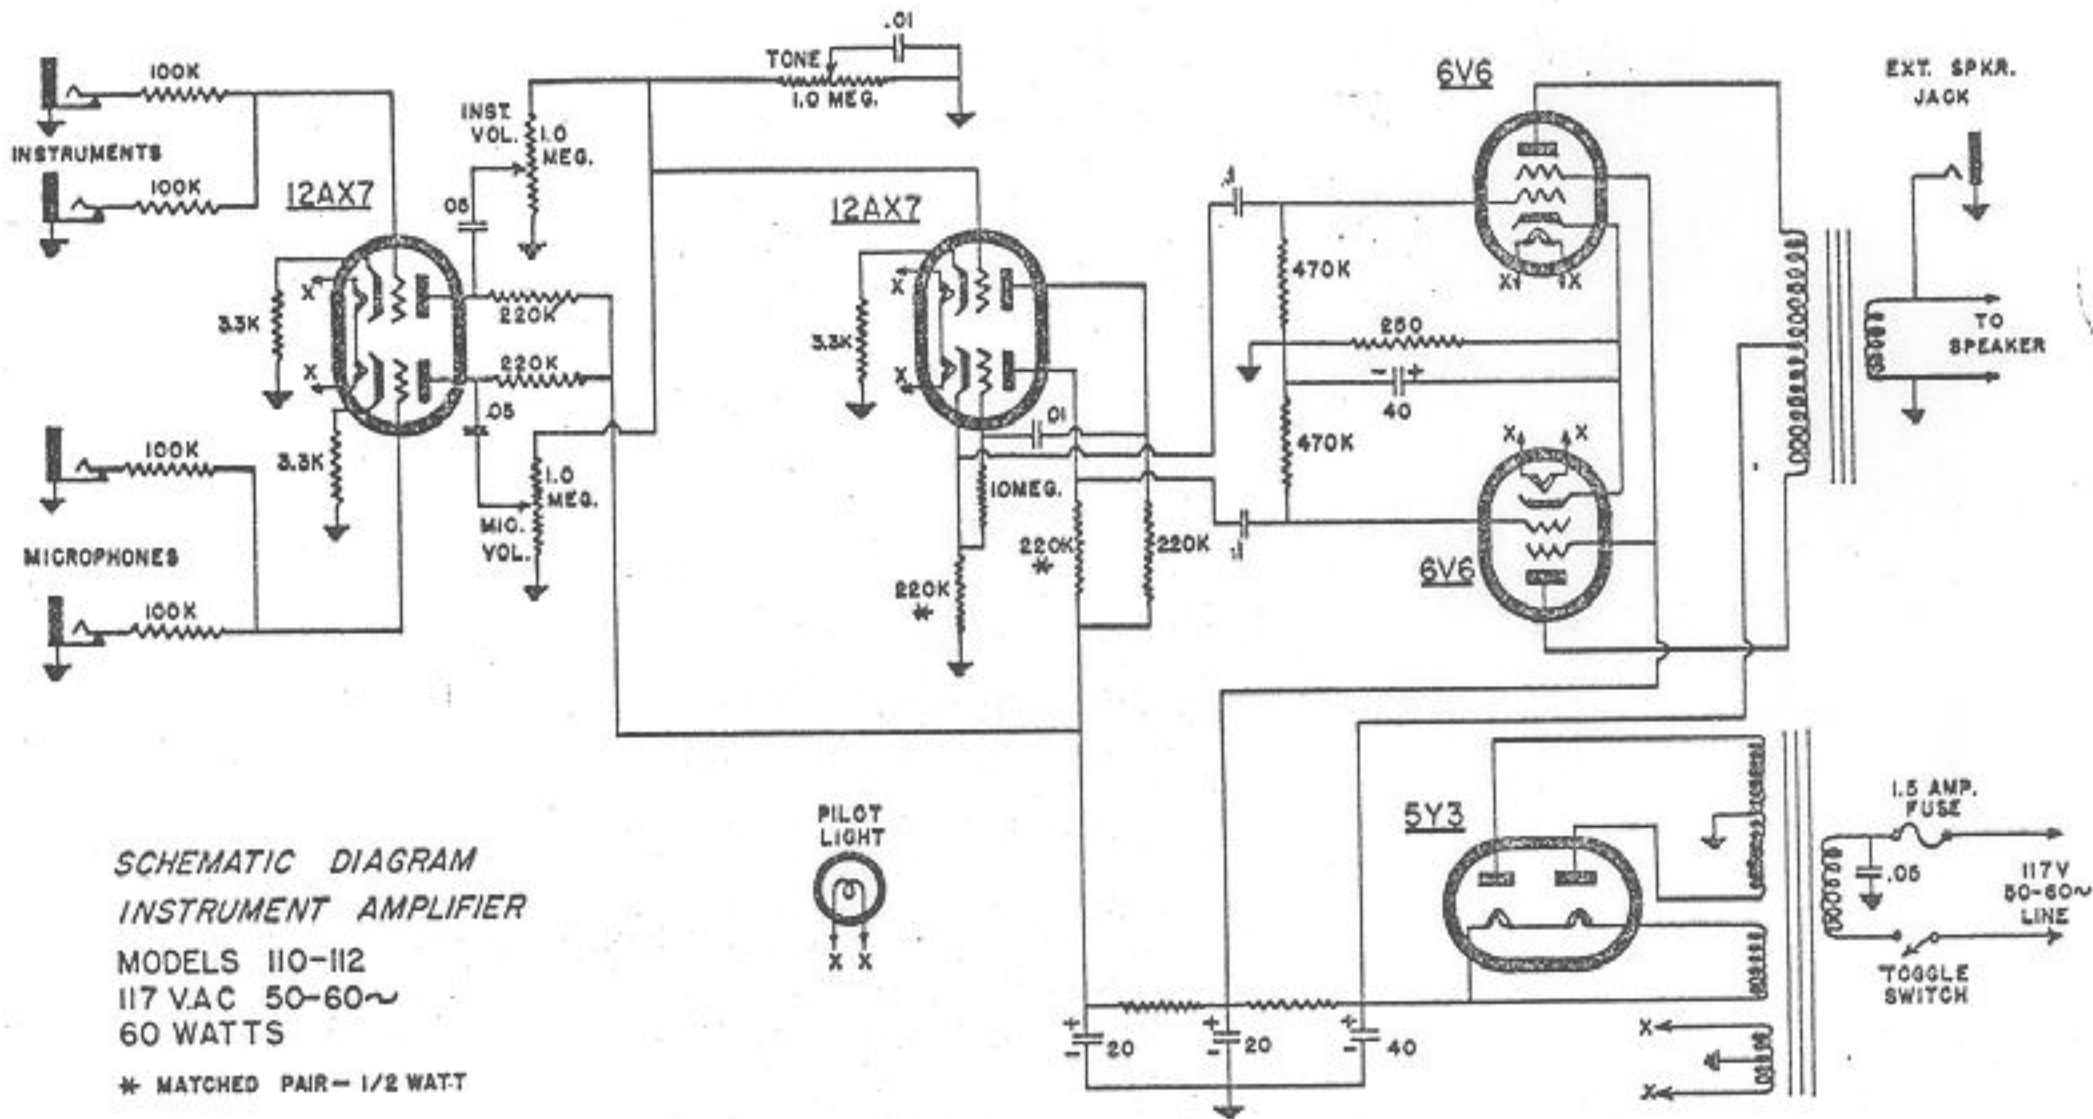 .01
TONE
1.0 MEG.
6V6
EXT. SPKR.
JACK
100K
INST.
VOL.
1.0
MEG.
INSTRUMENTS
100K
12AX7
.05
12AX7
.1
X
X
220K
3.3K
3.3K
470K
X
X
250
TO
SPEAKER
X
220K
X
- +
40
.05
.01
470K
X
X
100K
3.3K
1.0
MEG.
10MEG.
MIC.
VOL.
MICROPHONES
220K
*
220K
.1
6V6
100K
220K
*
PILOT
LIGHT
X X
5Y3
1.5 AMP.
FUSE
.05
117V
50-60~
LINE
TOGGLE
SWITCH
SCHEMATIC DIAGRAM
INSTRUMENT AMPLIFIER
MODELS 110-112
117 V.AC 50-60~
60 WATTS
* MATCHED PAIR - 1/2 WATT
+
-
20
+
-
20
+
-
40
X
X